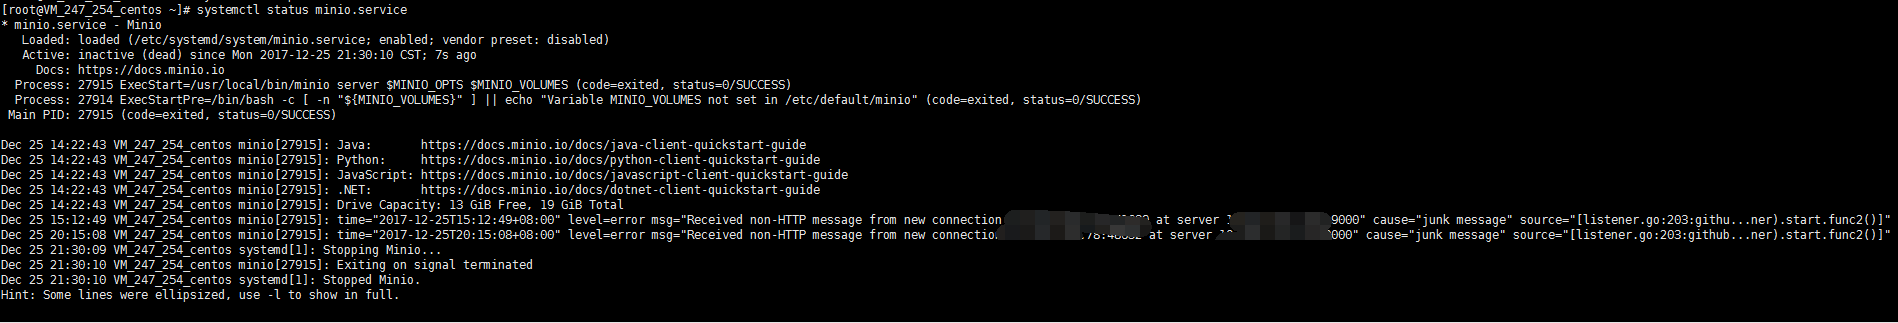 [root@VM_247_254_centos ~]# systemctl status minio.service
* minio.service - Minio
   Loaded: loaded (/etc/systemd/system/minio.service; enabled; vendor preset: disabled)
   Active: inactive (dead) since Mon 2017-12-25 21:30:10 CST; 7s ago
     Docs: https://docs.minio.io
  Process: 27915 ExecStart=/usr/local/bin/minio server $MINIO_OPTS $MINIO_VOLUMES (code=exited, status=0/SUCCESS)
  Process: 27914 ExecStartPre=/bin/bash -c [ -n "${MINIO_VOLUMES}" ] || echo "Variable MINIO_VOLUMES not set in /etc/default/minio" (code=exited, status=0/SUCCESS)
 Main PID: 27915 (code=exited, status=0/SUCCESS)

Dec 25 14:22:43 VM_247_254_centos minio[27915]: Java:       https://docs.minio.io/docs/java-client-quickstart-guide
Dec 25 14:22:43 VM_247_254_centos minio[27915]: Python:     https://docs.minio.io/docs/python-client-quickstart-guide
Dec 25 14:22:43 VM_247_254_centos minio[27915]: JavaScript: https://docs.minio.io/docs/javascript-client-quickstart-guide
Dec 25 14:22:43 VM_247_254_centos minio[27915]: .NET:       https://docs.minio.io/docs/dotnet-client-quickstart-guide
Dec 25 14:22:43 VM_247_254_centos minio[27915]: Drive Capacity: 13 GiB Free, 19 GiB Total
Dec 25 15:12:49 VM_247_254_centos minio[27915]: time="2017-12-25T15:12:49+08:00" level=error msg="Received non-HTTP message from new connection at server 9000" cause="junk message" source="[listener.go:203:githu...ner).start.func2()]"
Dec 25 20:15:08 VM_247_254_centos minio[27915]: time="2017-12-25T20:15:08+08:00" level=error msg="Received non-HTTP message from new connection at server cause="junk message" source="[listener.go:203:github...ner).start.func2()]"
Dec 25 21:30:09 VM_247_254_centos systemd[1]: Stopping Minio...
Dec 25 21:30:10 VM_247_254_centos minio[27915]: Exiting on signal terminated
Dec 25 21:30:10 VM_247_254_centos systemd[1]: Stopped Minio.
Hint: Some lines were ellipsized, use -l to show in full.